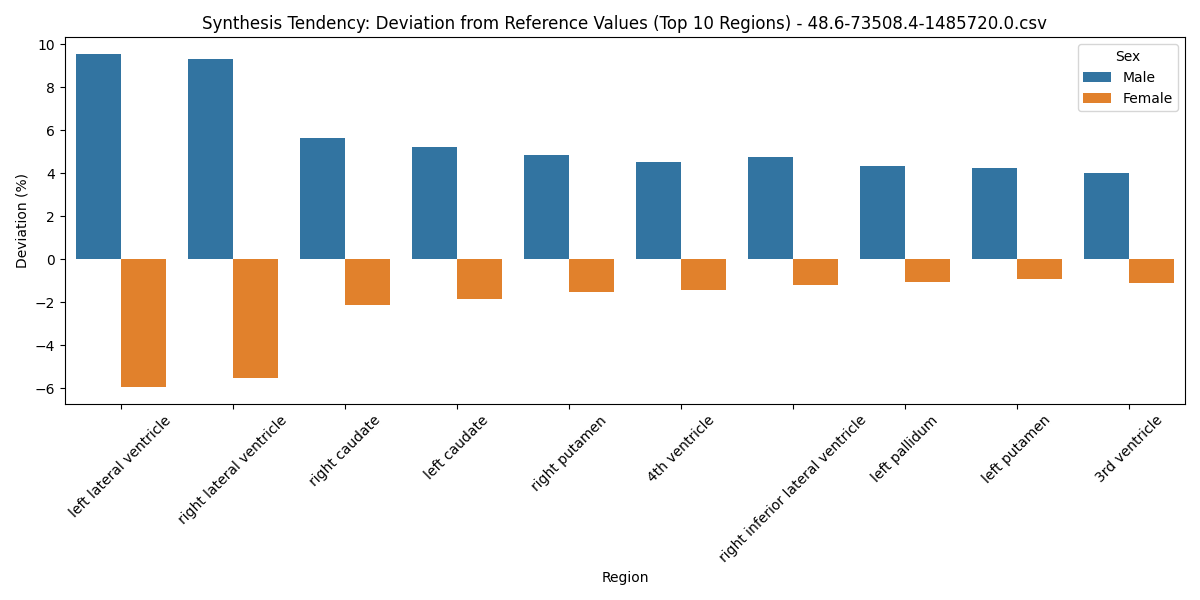 Synthesis Tendency: Deviation from Reference Values (Top 10 Regions) - 48.6-73508.4-1485720.0.csv
Sex
Male
Female
Deviation (%)
10
8
6
4
2
0
−2
−4
−6
left lateral ventricle
right lateral ventricle
right caudate
left caudate
right putamen
4th ventricle
right inferior lateral ventricle
left pallidum
left putamen
3rd ventricle
Region